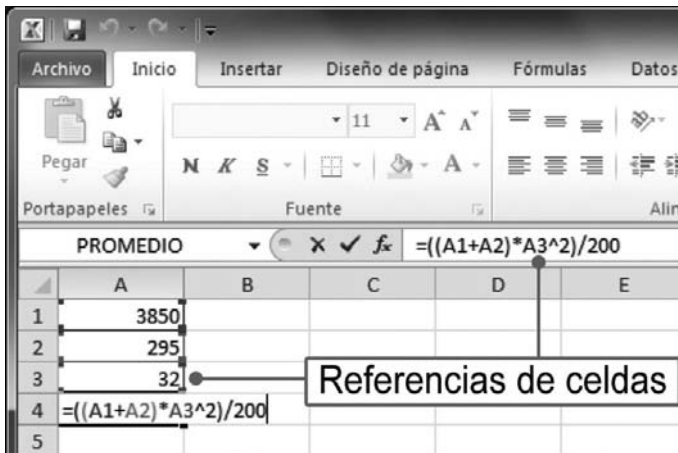 Archivo Inicio Insertar Diseño de página Fórmulas Datos
11 A A
Pegar
N K S A
Portapapeles Fuente Alin
PROMEDIO fx =((A1+A2)*A3^2)/200
A B C D E
1 3850
2 295
3 32 Referencias de celdas
4 =((A1+A2)*A3^2)/200
5